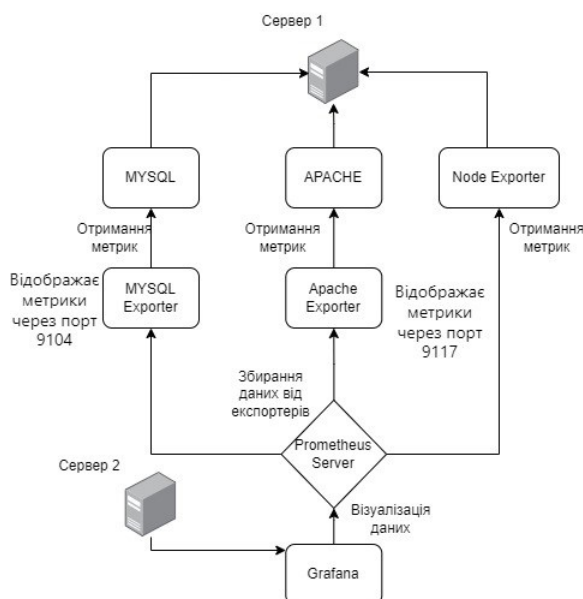 Сервер 1
MYSQL
APACHE
Node Exporter
Отримання
метрик
Отримання
метрик
Отримання
метрик
Відображає
метрики
через порт
9104
MYSQL
Exporter
Apache
Exporter
Відображає
метрики
через порт
9117
Збирання
даних від
експортерів
Prometheus
Server
Сервер 2
Візуалізація
даних
Grafana